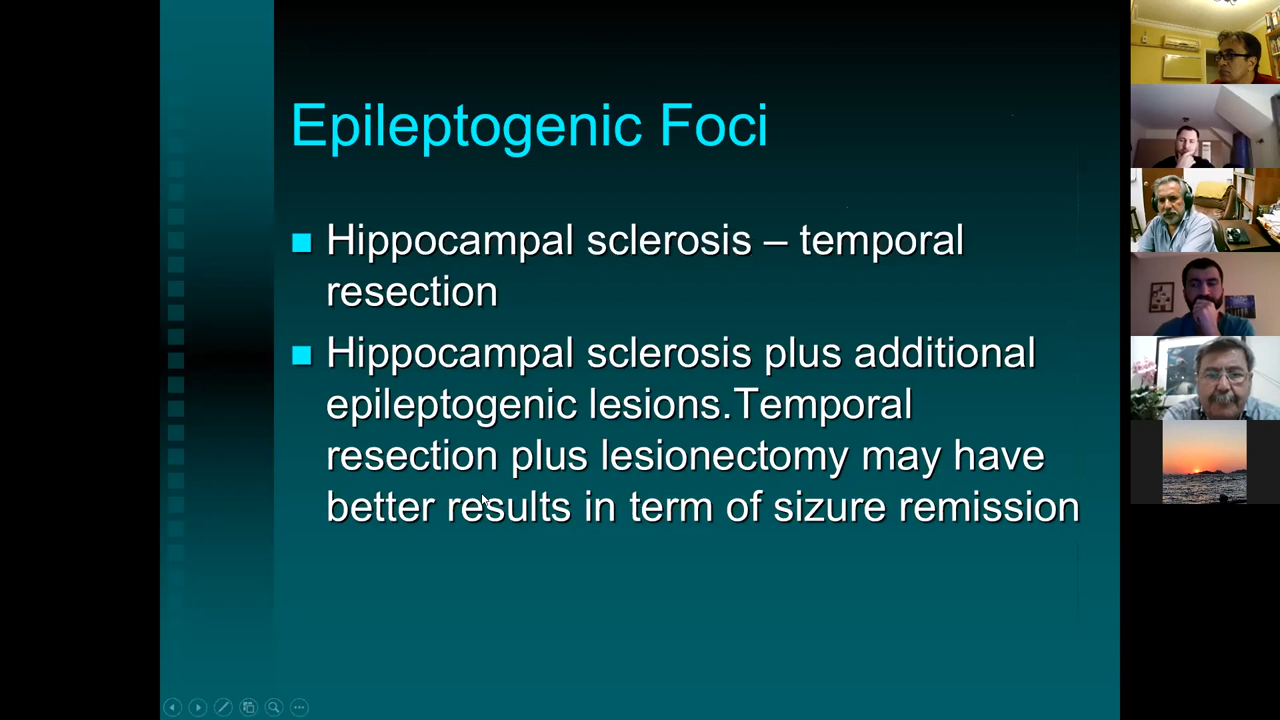 Epileptogenic Foci
Hippocampal sclerosis – temporal
resection
Hippocampal sclerosis plus additional
epileptogenic lesions.Temporal
resection plus lesionectomy may have
better results in term of sizure remission